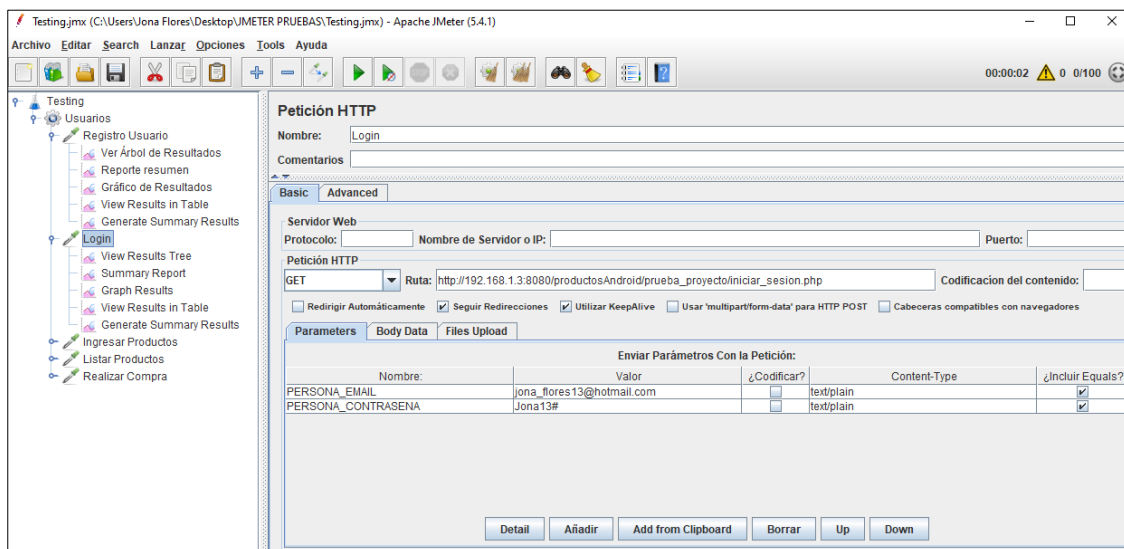 Testing.jmx (C:\Users\Jona Flores\Desktop\JMETER PRUEBAS\Testing.jmx) - Apache JMeter (5.4.1)
Archivo Editar Search Lanzar Opciones Tools Ayuda
00:00:02 0 0/100
Testing
Usuarios
Registro Usuario
Ver Árbol de Resultados
Reporte resumen
Gráfico de Resultados
View Results in Table
Generate Summary Results
Login
View Results Tree
Summary Report
Graph Results
View Results in Table
Generate Summary Results
Ingresar Productos
Listar Productos
Realizar Compra
Petición HTTP
Nombre: Login
Comentarios
Basic Advanced
Servidor Web
Protocolo: Nombre de Servidor o IP: Puerto:
Petición HTTP
GET Ruta: http://192.168.1.3:8080/productosAndroid/prueba_proyecto/iniciar_sesion.php Codificación del contenido:
Redirigir Automáticamente Seguir Redirecciones Utilizar KeepAlive Usar 'multipart/form-data' para HTTP POST Cabeceras compatibles con navegadores
Parameters Body Data Files Upload
Enviar Parámetros Con la Petición:
Nombre: Valor ¿Codificar? Content-Type ¿Incluir Equals?
PERSONA_EMAIL jona_flores13@hotmail.com text/plain
PERSONA_CONTRASENA Jona13# text/plain
Detail Añadir Add from Clipboard Borrar Up Down